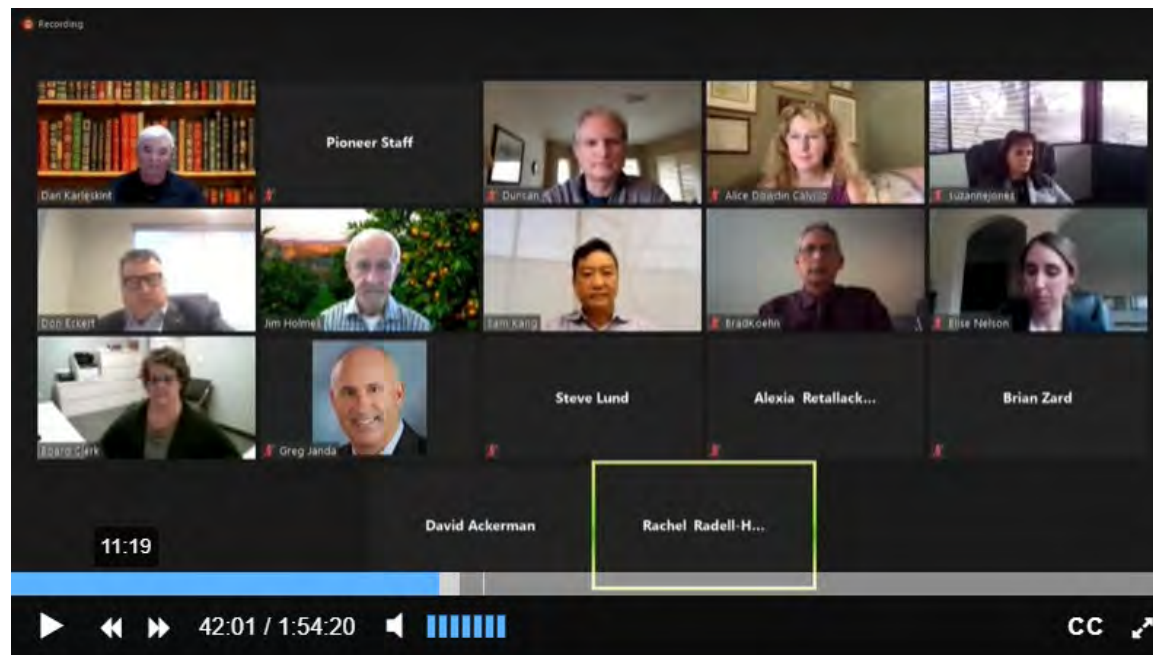 Recording
Dan Karleskint
Pioneer Staff
Duncan
Alice Dowdin Calvillo
suzannejones
Don Eckert
Jim Holmes
Sam Kang
BradKoehn
Elise Nelson
Board Clerk
Greg Janda
Steve Lund
Alexia Retallack...
Brian Zard
David Ackerman
Rachel Radell-H...
11:19
42:01 / 1:54:20
CC